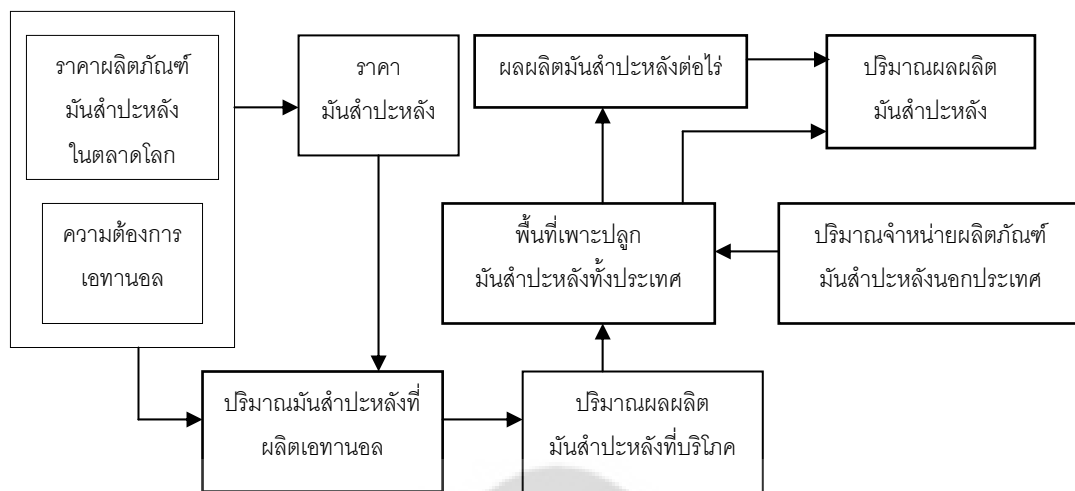 ราคาผลิตภัณฑ์
มันสำปะหลัง
ในตลาดโลก
ความต้องการ
เอทานอล
ราคา
มันสำปะหลัง
ผลผลิตมันสำปะหลังต่อไร่
ปริมาณผลผลิต
มันสำปะหลัง
พื้นที่เพาะปลูก
มันสำปะหลังทั้งประเทศ
ปริมาณจำหน่ายผลิตภัณฑ์
มันสำปะหลังนอกประเทศ
ปริมาณมันสำปะหลังที่
ผลิตเอทานอล
ปริมาณผลผลิต
มันสำปะหลังที่บริโภค